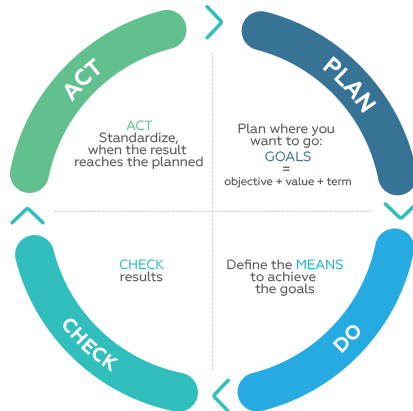 ACT
PLAN
ACT
Standardize,
when the result
reaches the planned
Plan where you
want to go:
GOALS
=
objective + value + term
CHECK
results
Define the MEANS
to achieve
the goals
CHECK
DO